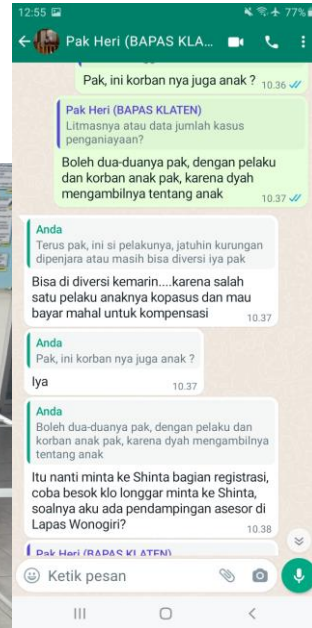 12:55
77%
Pak Heri (BAPAS KLA...
Pak, ini korban nya juga anak ? 10.36
Pak Heri (BAPAS KLATEN)
Litmasnya atau data jumlah kasus
penganiayaan?
Boleh dua-duanya pak, dengan pelaku
dan korban anak pak, karena dyah
mengambilnya tentang anak 10.37
Anda
Terus pak, ini si pelakunya, jatuhin kurungan
dipenjara atau masih bisa diversi iya pak
Bisa di diversi kemarin....karena salah
satu pelaku anaknya kopasus dan mau
bayar mahal untuk kompensasi 10.37
Anda
Pak, ini korban nya juga anak ?
Iya 10.37
Anda
Boleh dua-duanya pak, dengan pelaku dan
korban anak pak, karena dyah mengambilnya
tentang anak
Itu nanti minta ke Shinta bagian registrasi,
coba besok klo longgar minta ke Shinta,
soalnya aku ada pendampingan asesor di
Lapas Wonogiri? 10.38
Pak Heri (BAPAS KLATEN)
Ketik pesan